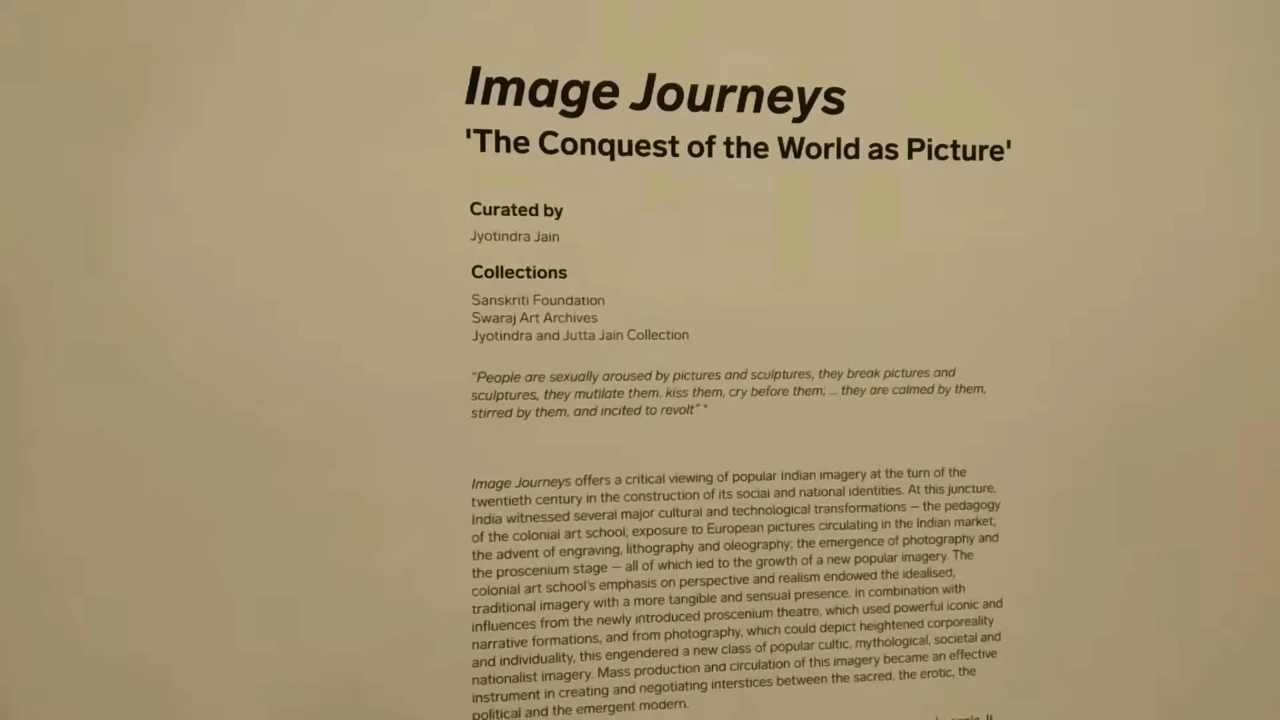 Image Journeys
'The Conquest of the World as Picture'
Curated by
Jyotindra Jain
Collections
Sanskriti Foundation
Swaraj Art Archives
Jyotindra and Jutta Jain Collection
"People are sexually aroused by pictures and sculptures, they break pictures and
sculptures, they mutilate them, kiss them, cry before them; ... they are calmed by them,
stirred by them, and incited to revolt" *
Image Journeys offers a critical viewing of popular Indian imagery at the turn of the
twentieth century in the construction of its social and national identities. At this juncture,
India witnessed several major cultural and technological transformations – the pedagogy
of the colonial art school; exposure to European pictures circulating in the Indian market;
the advent of engraving, lithography and oleography; the emergence of photography and
the proscenium stage – all of which led to the growth of a new popular imagery. The
colonial art school's emphasis on perspective and realism endowed the idealised,
traditional imagery with a more tangible and sensual presence. In combination with
influences from the newly introduced proscenium theatre, which used powerful iconic and
narrative formations, and from photography, which could depict heightened corporeality
and individuality, this engendered a new class of popular cultic, mythological, societal and
nationalist imagery. Mass production and circulation of this imagery became an effective
instrument in creating and negotiating interstices between the sacred, the erotic, the
political and the emergent modern.